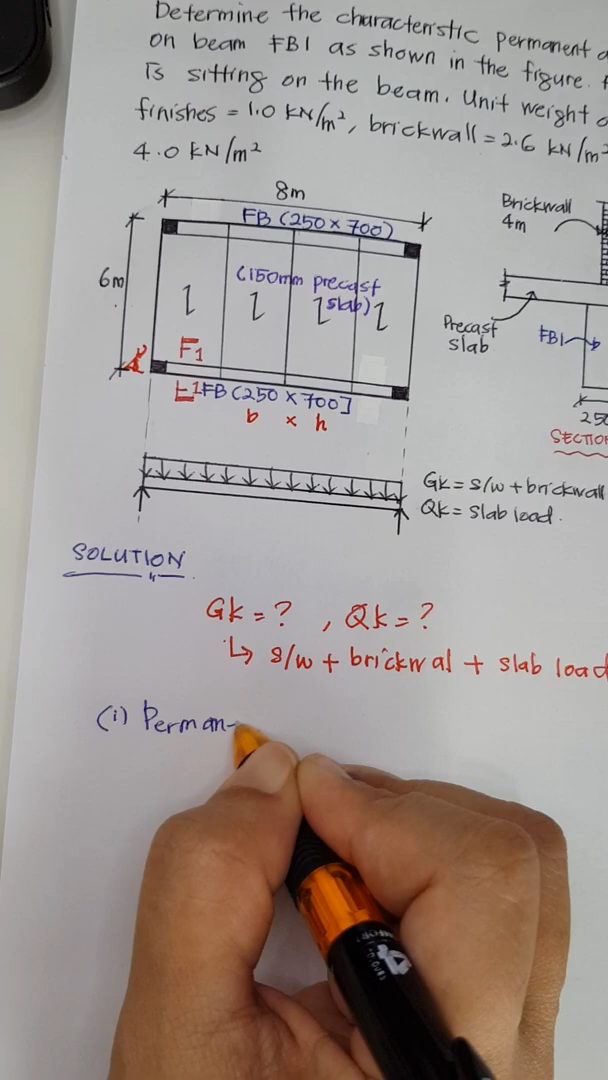 Determine the characteristic permanent a
on beam FB1 as shown in the figure.
is sitting on the beam. Unit weight o
finishes = 1.0 KN/m², brickwall = 2.6 KN/m²
4.0 KN/m²
8m
FB (250 x 700)
6m
(150mm precast
slab)
F1
FB (250 x 700]
b x h
Brickwall
4m
Precast
slab
FB1
250
SECTIO
Gk = s/w + brickwall
Qk = slab load.
SOLUTION
Gk = ? , Qk = ?
↳ s/w + brickwal + slab load
(i) Perman